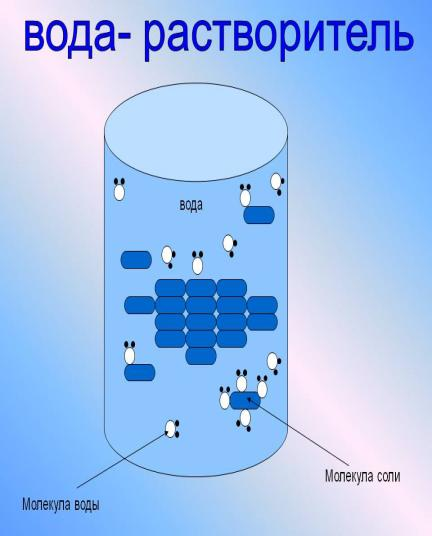 вода- растворитель
вода
Молекула соли
Молекула воды